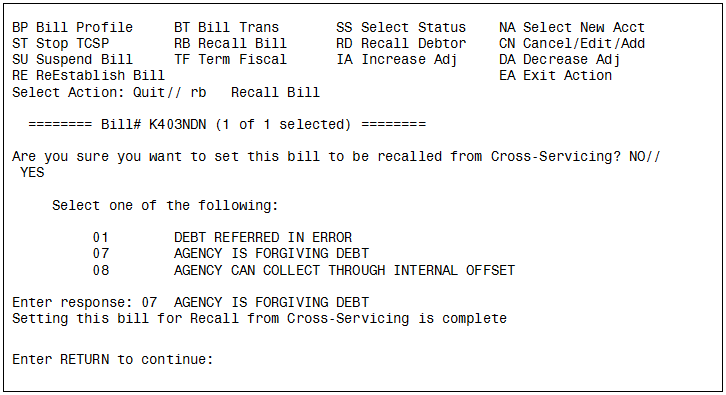 BP Bill Profile     BT Bill Trans       SS Select Status    NA Select New Acct
ST Stop TCSP        RB Recall Bill      RD Recall Debtor    CN Cancel/Edit/Add
SU Suspend Bill     TF Term Fiscal      IA Increase Adj     DA Decrease Adj
RE ReEstablish Bill                                         EA Exit Action
Select Action: Quit// rb   Recall Bill
======== Bill# K403NDN (1 of 1 selected) ========
Are you sure you want to set this bill to be recalled from Cross-Servicing? NO//
YES
Select one of the following:
01        DEBT REFERRED IN ERROR
07        AGENCY IS FORGIVING DEBT
08        AGENCY CAN COLLECT THROUGH INTERNAL OFFSET
Enter response: 07  AGENCY IS FORGIVING DEBT
Setting this bill for Recall from Cross-Servicing is complete
Enter RETURN to continue: